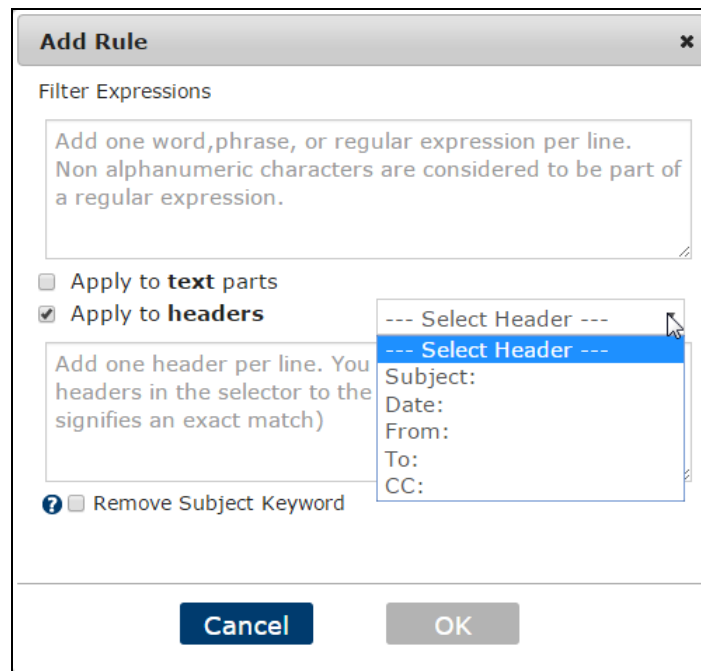 Add Rule
Filter Expressions
Add one word,phrase, or regular expression per line.
Non alphanumeric characters are considered to be part of
a regular expression.
Apply to text parts
Apply to headers
--- Select Header ---
--- Select Header ---
Subject:
Date:
From:
To:
CC:
Add one header per line. You
headers in the selector to the
signifies an exact match)
Remove Subject Keyword
Cancel
OK